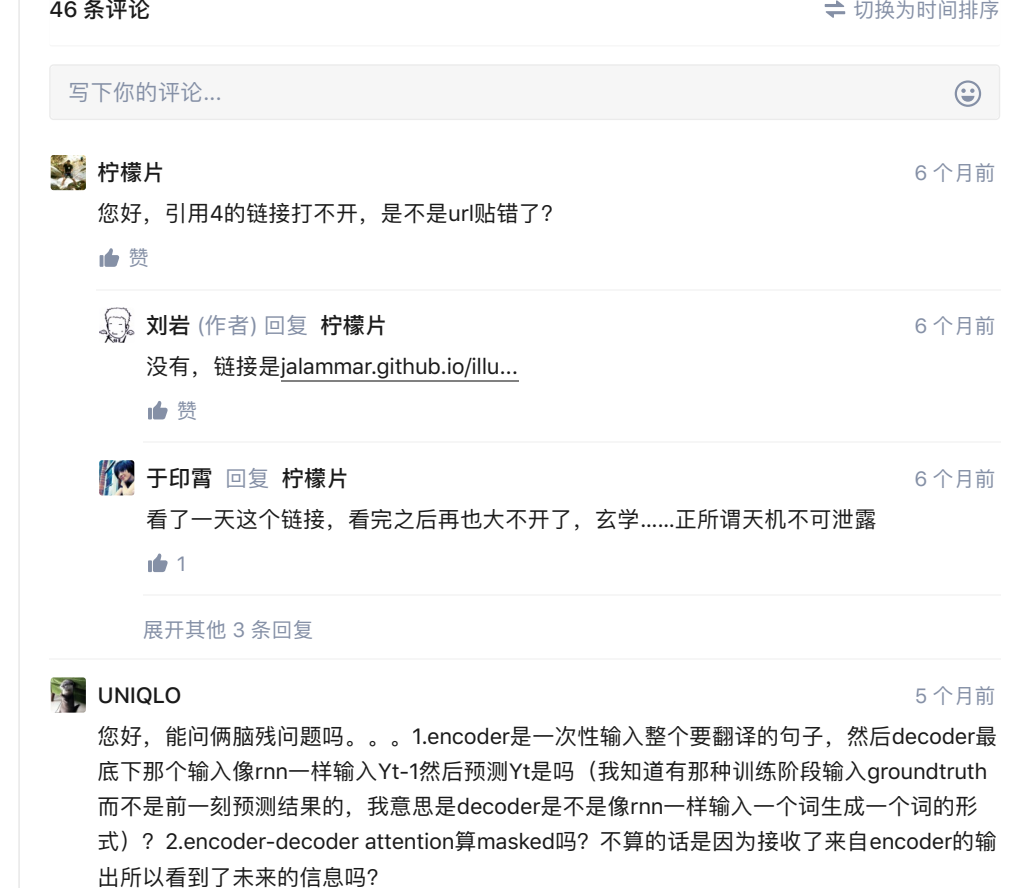 46 条评论
切换为时间排序
写下你的评论...
柠檬片
6 个月前
您好，引用4的链接打不开，是不是url贴错了？
赞
刘岩 (作者) 回复 柠檬片
6 个月前
没有，链接是jalammar.github.io/illu...
赞
于印霄 回复 柠檬片
6 个月前
看了一天这个链接，看完之后再也大不开了，玄学……正所谓天机不可泄露
1
展开其他 3 条回复
UNIQLO
5 个月前
您好，能问俩脑残问题吗。。。1.encoder是一次性输入整个要翻译的句子，然后decoder最
底下那个输入像rnn一样输入Yt-1然后预测Yt是吗（我知道有那种训练阶段输入groundtruth
而不是前一刻预测结果的，我意思是decoder是不是像rnn一样输入一个词生成一个词的形
式）？2.encoder-decoder attention算masked吗？不算的话是因为接收了来自encoder的输
出所以看到了未来的信息吗？